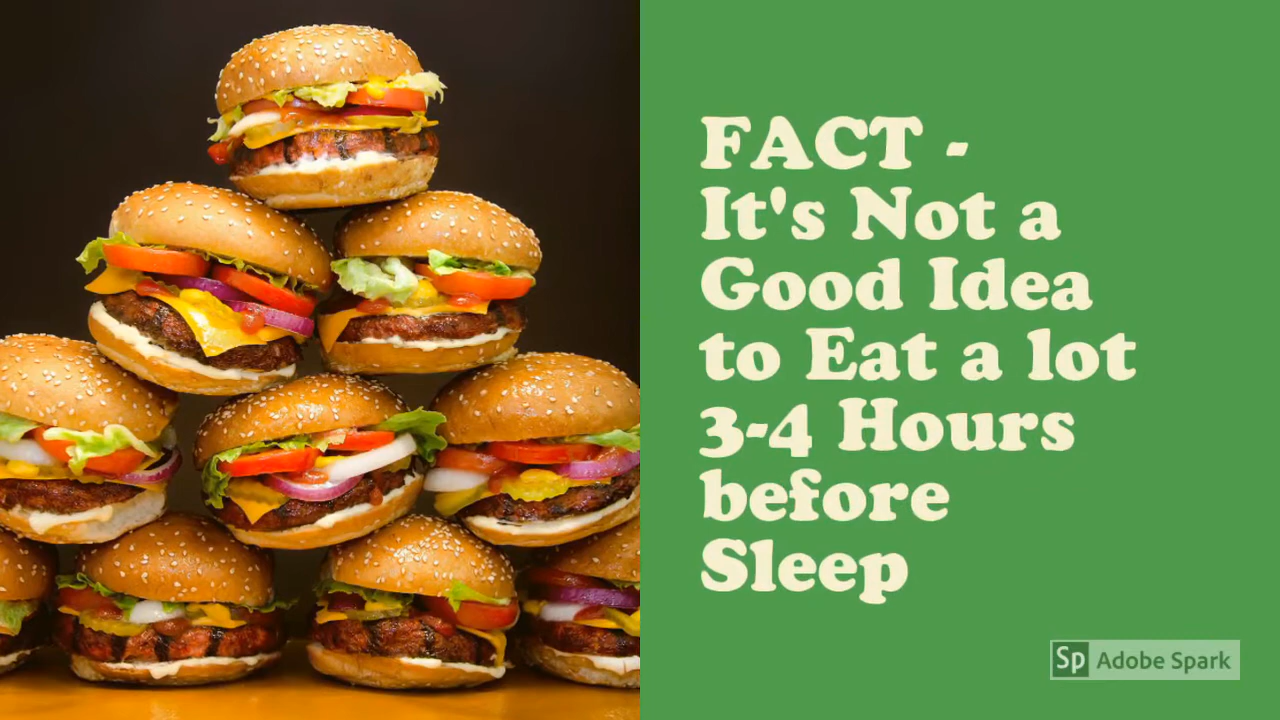 FACT -
It's Not a
Good Idea
to Eat a lot
3-4 Hours
before
Sleep
Sp Adobe Spark